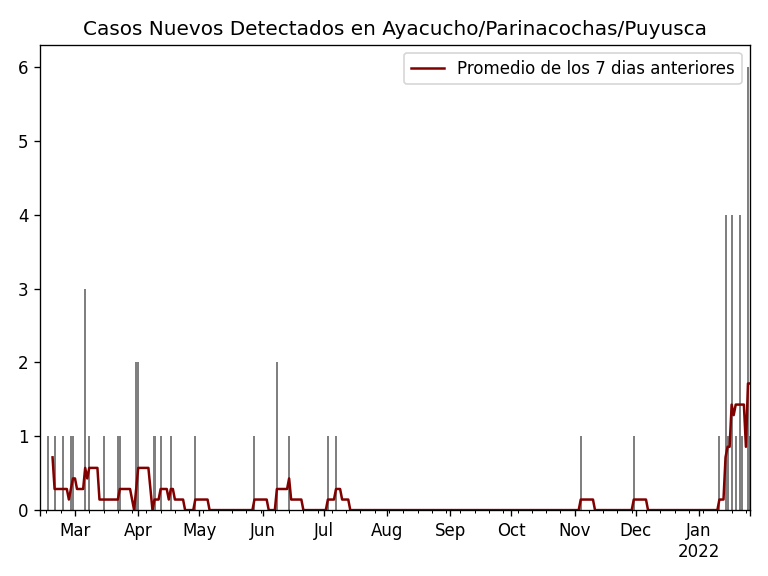 Casos Nuevos Detectados en Ayacucho/Parinacochas/Puyusca
Promedio de los 7 dias anteriores
6
5
4
3
2
1
0
Mar Apr May Jun Jul Aug Sep Oct Nov Dec Jan
2022